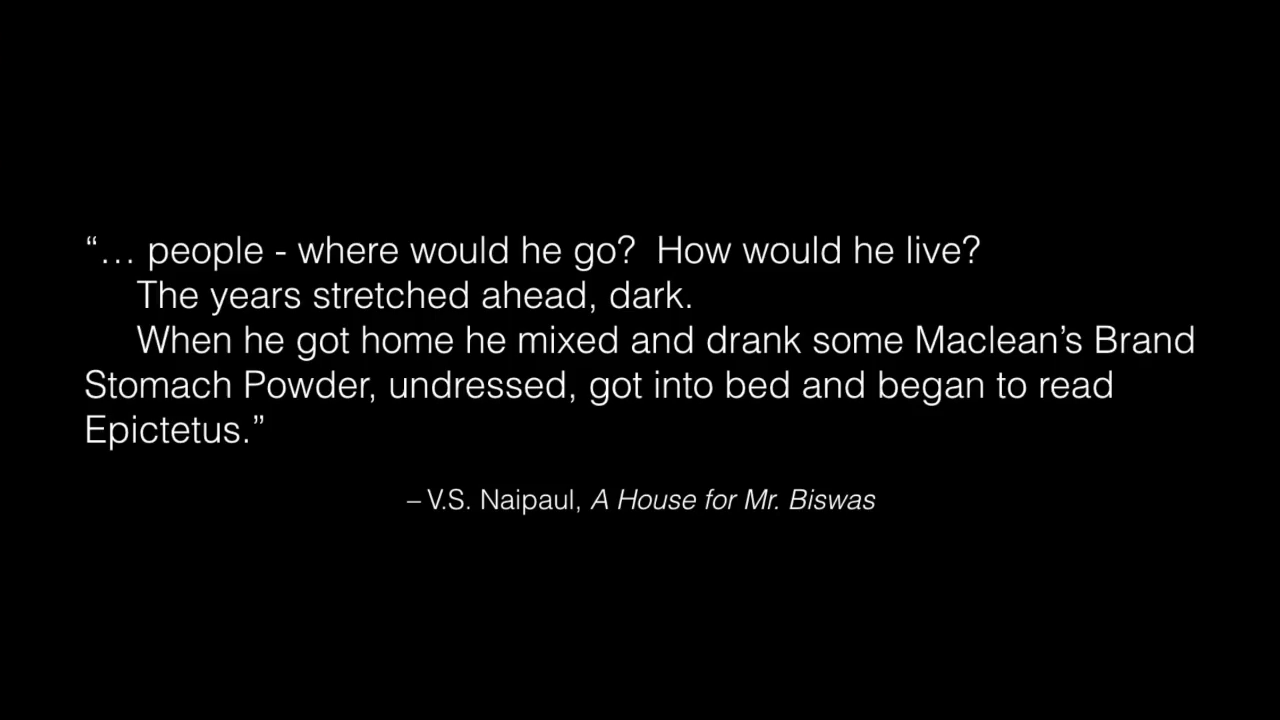 “… people - where would he go?  How would he live?
The years stretched ahead, dark.
When he got home he mixed and drank some Maclean’s Brand
Stomach Powder, undressed, got into bed and began to read
Epictetus.”
– V.S. Naipaul, A House for Mr. Biswas